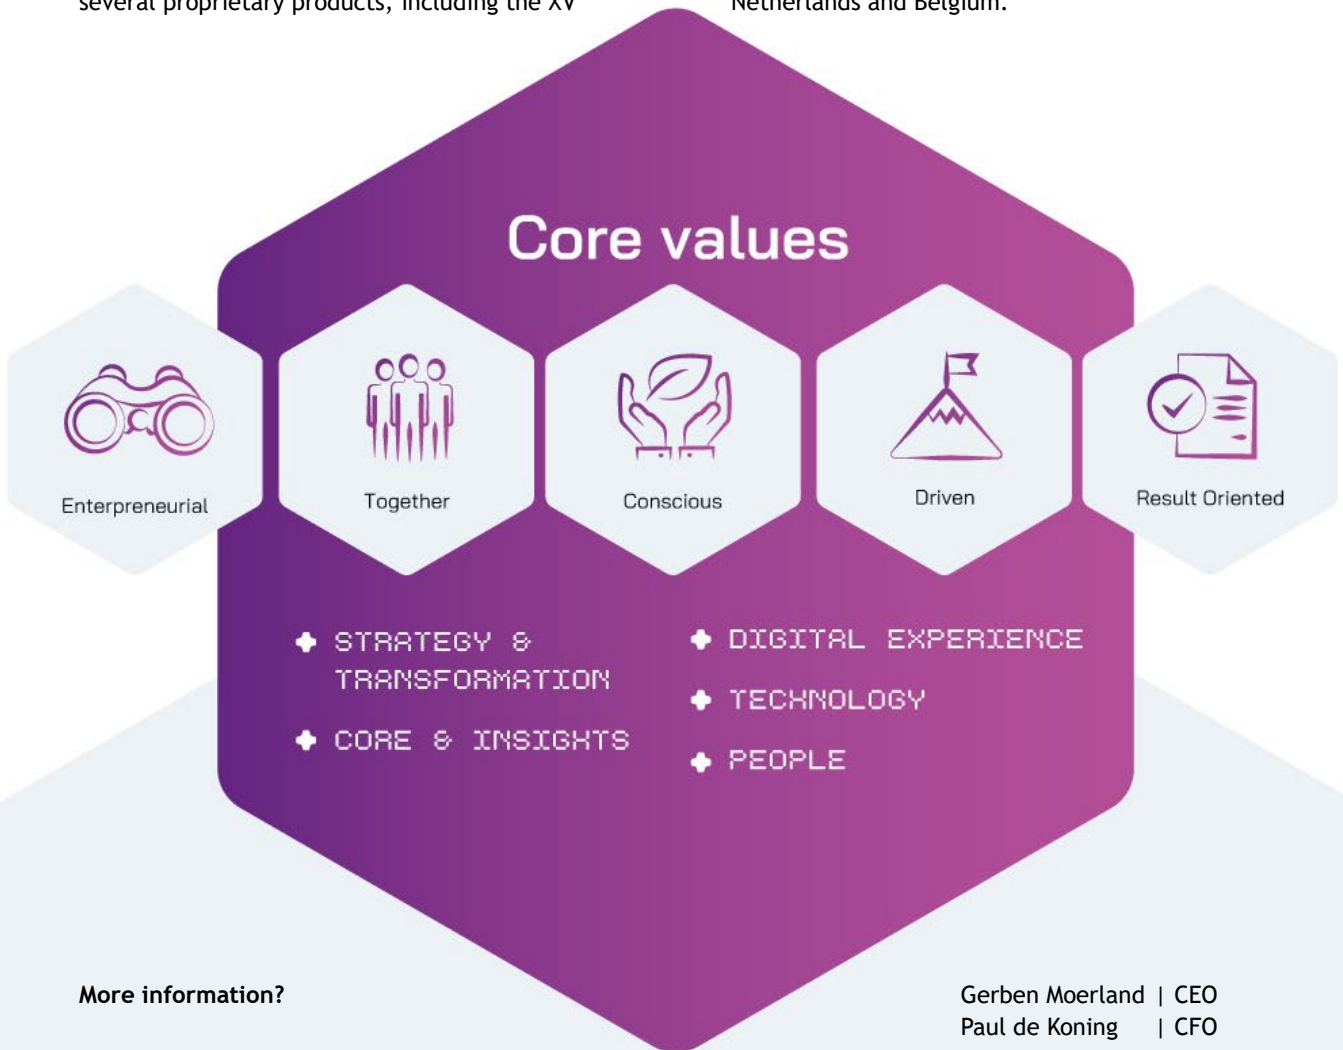 several proprietary products, including the XV
Netherlands and Belgium.
Core values
Enterpreneurial
Together
Conscious
Driven
Result Oriented
STRATEGY &
TRANSFORMATION
CORE & INSIGHTS
DIGITAL EXPERIENCE
TECHNOLOGY
PEOPLE
More information?
Gerben Moerland | CEO
Paul de Koning | CFO